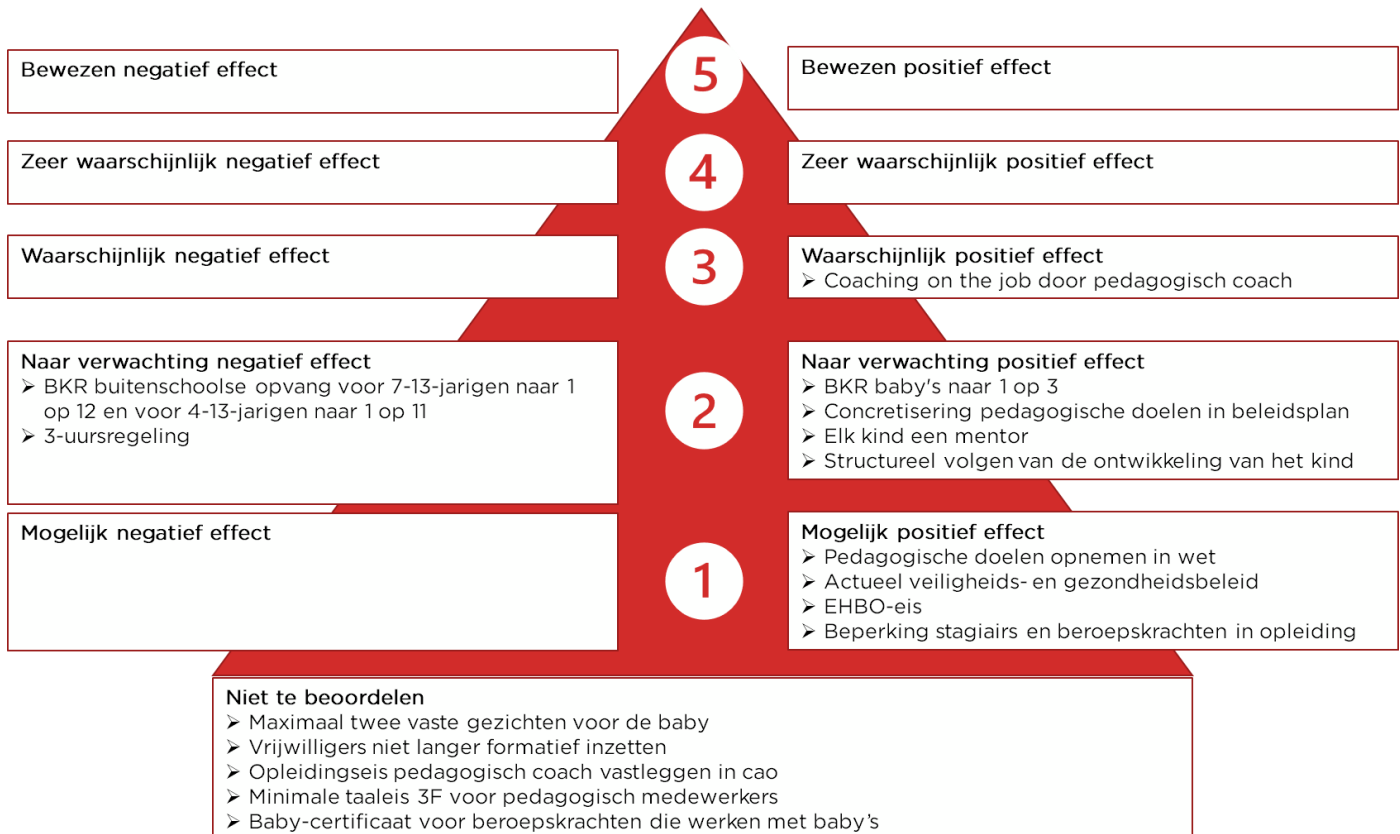 Bewezen negatief effect
5
Bewezen positief effect
Zeer waarschijnlijk negatief effect
4
Zeer waarschijnlijk positief effect
Waarschijnlijk negatief effect
3
Waarschijnlijk positief effect
➢ Coaching on the job door pedagogisch coach
Naar verwachting negatief effect
➢ BKR buitenschoolse opvang voor 7-13-jarigen naar 1
op 12 en voor 4-13-jarigen naar 1 op 11
➢ 3-uursregeling
2
Naar verwachting positief effect
➢ BKR baby's naar 1 op 3
➢ Concretisering pedagogische doelen in beleidsplan
➢ Elk kind een mentor
➢ Structureel volgen van de ontwikkeling van het kind
Mogelijk negatief effect
1
Mogelijk positief effect
➢ Pedagogische doelen opnemen in wet
➢ Actueel veiligheids- en gezondheidsbeleid
➢ EHBO-eis
➢ Beperking stagiairs en beroepskrachten in opleiding
Niet te beoordelen
➢ Maximaal twee vaste gezichten voor de baby
➢ Vrijwilligers niet langer formatief inzetten
➢ Opleidingseis pedagogisch coach vastleggen in cao
➢ Minimale taaleis 3F voor pedagogisch medewerkers
➢ Baby-certificaat voor beroepskrachten die werken met baby’s